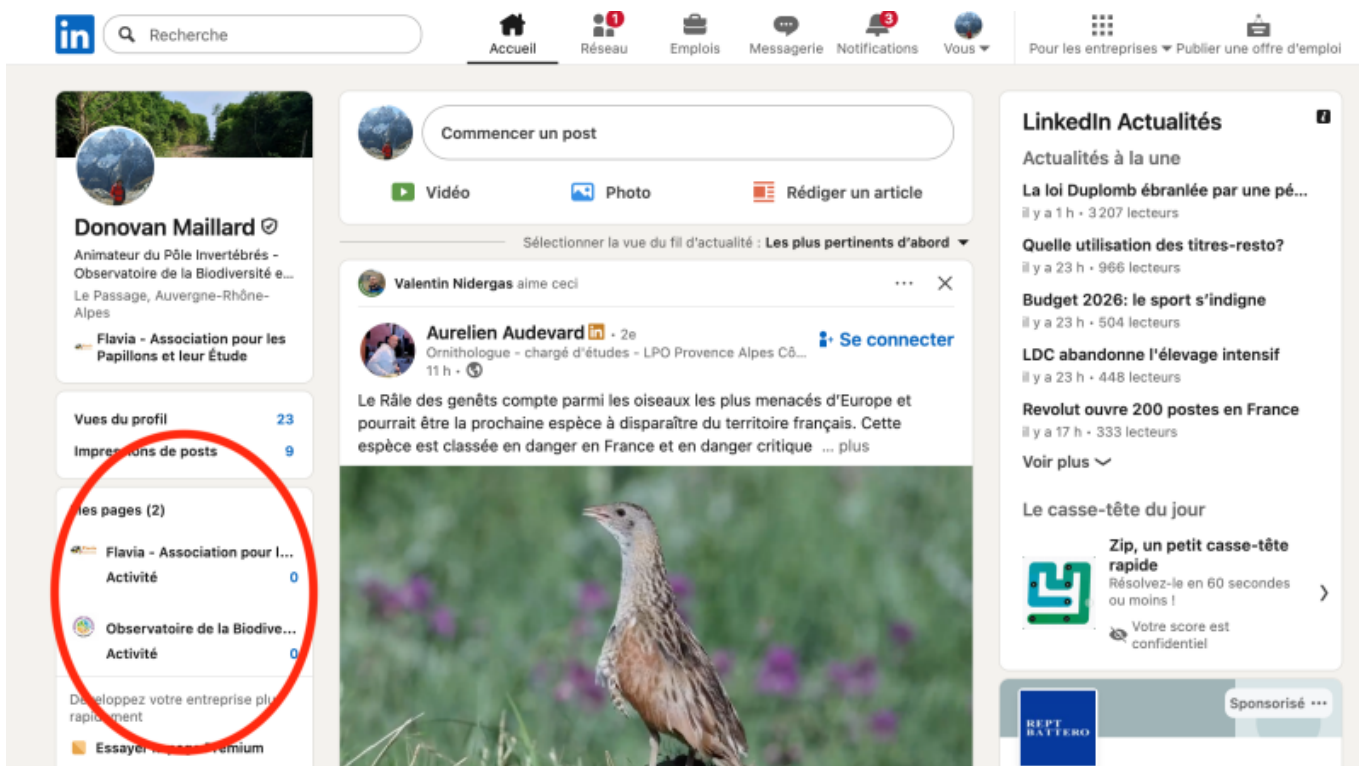 in
Recherche
Accueil
1
Réseau
Emplois
Messagerie
3
Notifications
Vous
Pour les entreprises
Publier une offre d'emploi
Donovan Maillard
Animateur du Pôle Invertébrés -
Observatoire de la Biodiversité e...
Le Passage, Auvergne-Rhône-
Alpes
Flavia - Association pour les
Papillons et leur Étude
Vues du profil 23
Impressions de posts 9
Mes pages (2)
Flavia - Association pour l...
Activité 0
Observatoire de la Biodive...
Activité 0
Développez votre entreprise plus
rapidement
Essayer la page Premium
Commencer un post
Vidéo
Photo
Rédiger un article
Sélectionner la vue du fil d'actualité : Les plus pertinents d'abord
Valentin Nidergas aime ceci
Aurelien Audevard in · 2e
Ornithologue - chargé d'études - LPO Provence Alpes Cô...
11 h ·
Se connecter
Le Râle des genêts compte parmi les oiseaux les plus menacés d'Europe et
pourrait être la prochaine espèce à disparaître du territoire français. Cette
espèce est classée en danger en France et en danger critique ... plus
LinkedIn Actualités
Actualités à la une
La loi Duplomb ébranlée par une pé...
il y a 1 h · 3 207 lecteurs
Quelle utilisation des titres-resto?
il y a 23 h · 966 lecteurs
Budget 2026: le sport s'indigne
il y a 23 h · 504 lecteurs
LDC abandonne l'élevage intensif
il y a 23 h · 448 lecteurs
Revolut ouvre 200 postes en France
il y a 17 h · 333 lecteurs
Voir plus
Le casse-tête du jour
Zip, un petit casse-tête
rapide
Résolvez-le en 60 secondes
ou moins !
Votre score est
confidentiel
Sponsorisé ···
REPT
BATTERO